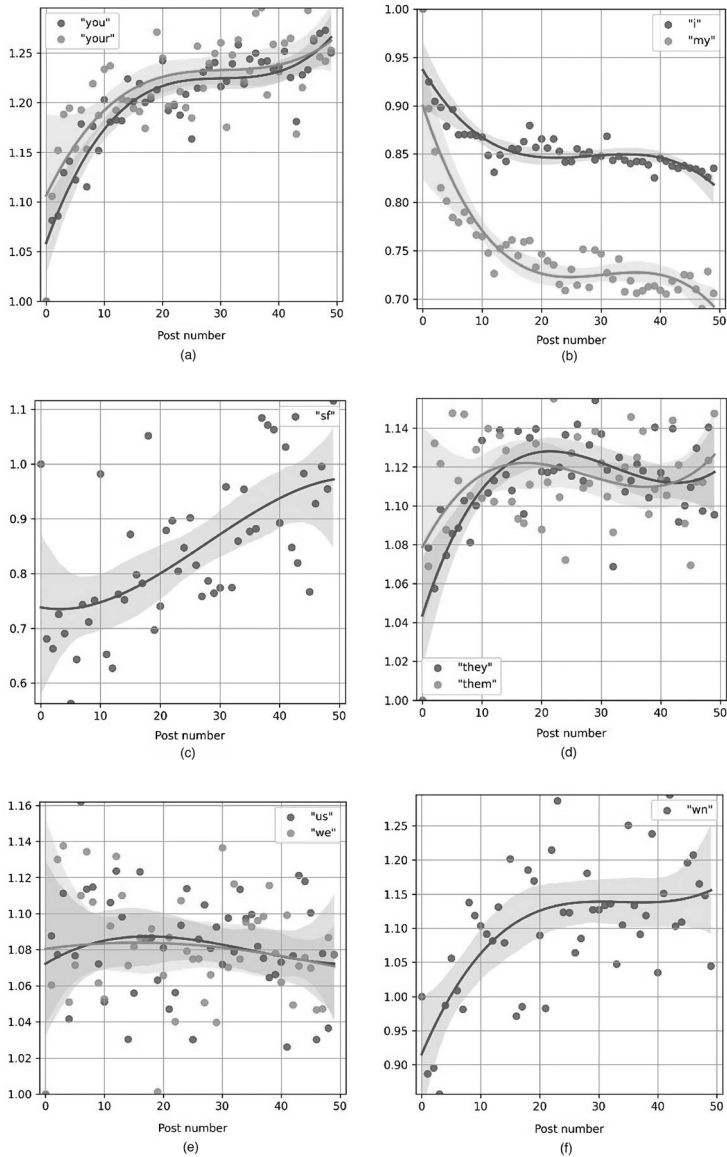 "you"
"your"
1.25
1.20
1.15
1.10
1.05
1.00
0 10 20 30 40 50
Post number
(a)
"i"
"my"
1.00
0.95
0.90
0.85
0.80
0.75
0.70
0 10 20 30 40 50
Post number
(b)
"sf"
1.1
1.0
0.9
0.8
0.7
0.6
0 10 20 30 40 50
Post number
(c)
1.14
1.12
1.10
1.08
1.06
1.04
1.02
1.00
"they"
"them"
0 10 20 30 40 50
Post number
(d)
"us"
"we"
1.16
1.14
1.12
1.10
1.08
1.06
1.04
1.02
1.00
0 10 20 30 40 50
Post number
(e)
"wn"
1.25
1.20
1.15
1.10
1.05
1.00
0.95
0.90
0 10 20 30 40 50
Post number
(f)